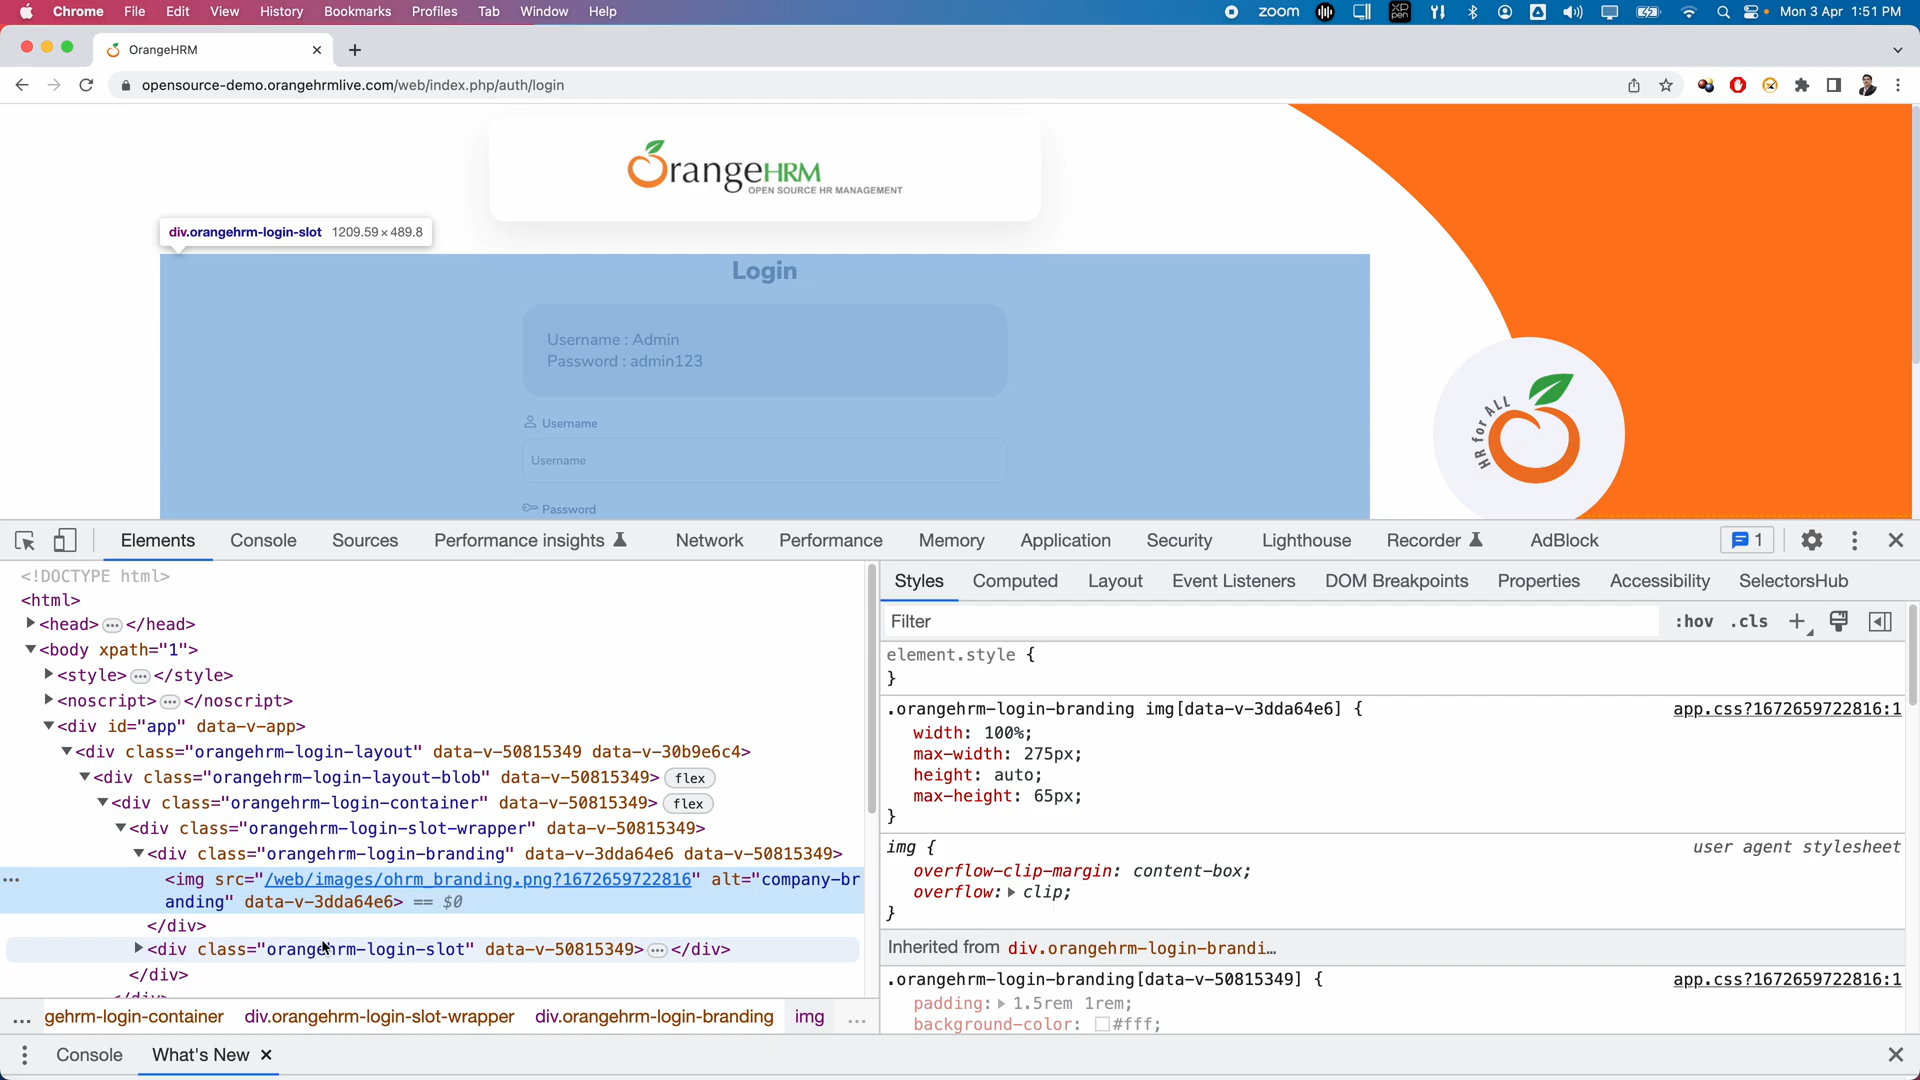 Chrome File Edit View History Bookmarks Profiles Tab Window Help
zoom
XP PEN
Mon 3 Apr 1:51 PM
OrangeHRM
opensource-demo.orangehrmlive.com/web/index.php/auth/login
OrangeHRM
OPEN SOURCE HR MANAGEMENT
div.orangehrm-login-slot 1209.59×489.8
Login
Username : Admin
Password : admin123
Username
Username
Password
HR for ALL
Elements Console Sources Performance insights Network Performance Memory Application Security Lighthouse Recorder AdBlock 1
<!DOCTYPE html>
<html>
<head> … </head>
<body xpath="1">
<style> … </style>
<noscript> … </noscript>
<div id="app" data-v-app>
<div class="orangehrm-login-layout" data-v-50815349 data-v-30b9e6c4>
<div class="orangehrm-login-layout-blob" data-v-50815349> flex
<div class="orangehrm-login-container" data-v-50815349> flex
<div class="orangehrm-login-slot-wrapper" data-v-50815349>
<div class="orangehrm-login-branding" data-v-3dda64e6 data-v-50815349>
… <img src="/web/images/ohrm_branding.png?1672659722816" alt="company-br
anding" data-v-3dda64e6> == $0
</div>
<div class="orangehrm-login-slot" data-v-50815349> … </div>
</div>
</div>
… gehrm-login-container div.orangehrm-login-slot-wrapper div.orangehrm-login-branding img …
Styles Computed Layout Event Listeners DOM Breakpoints Properties Accessibility SelectorsHub
Filter :hov .cls
element.style {
}
.orangehrm-login-branding img[data-v-3dda64e6] { app.css?1672659722816:1
width: 100%;
max-width: 275px;
height: auto;
max-height: 65px;
}
img { user agent stylesheet
overflow-clip-margin: content-box;
overflow: clip;
}
Inherited from div.orangehrm-login-brandi…
.orangehrm-login-branding[data-v-50815349] { app.css?1672659722816:1
padding: 1.5rem 1rem;
background-color: #fff;
Console What's New